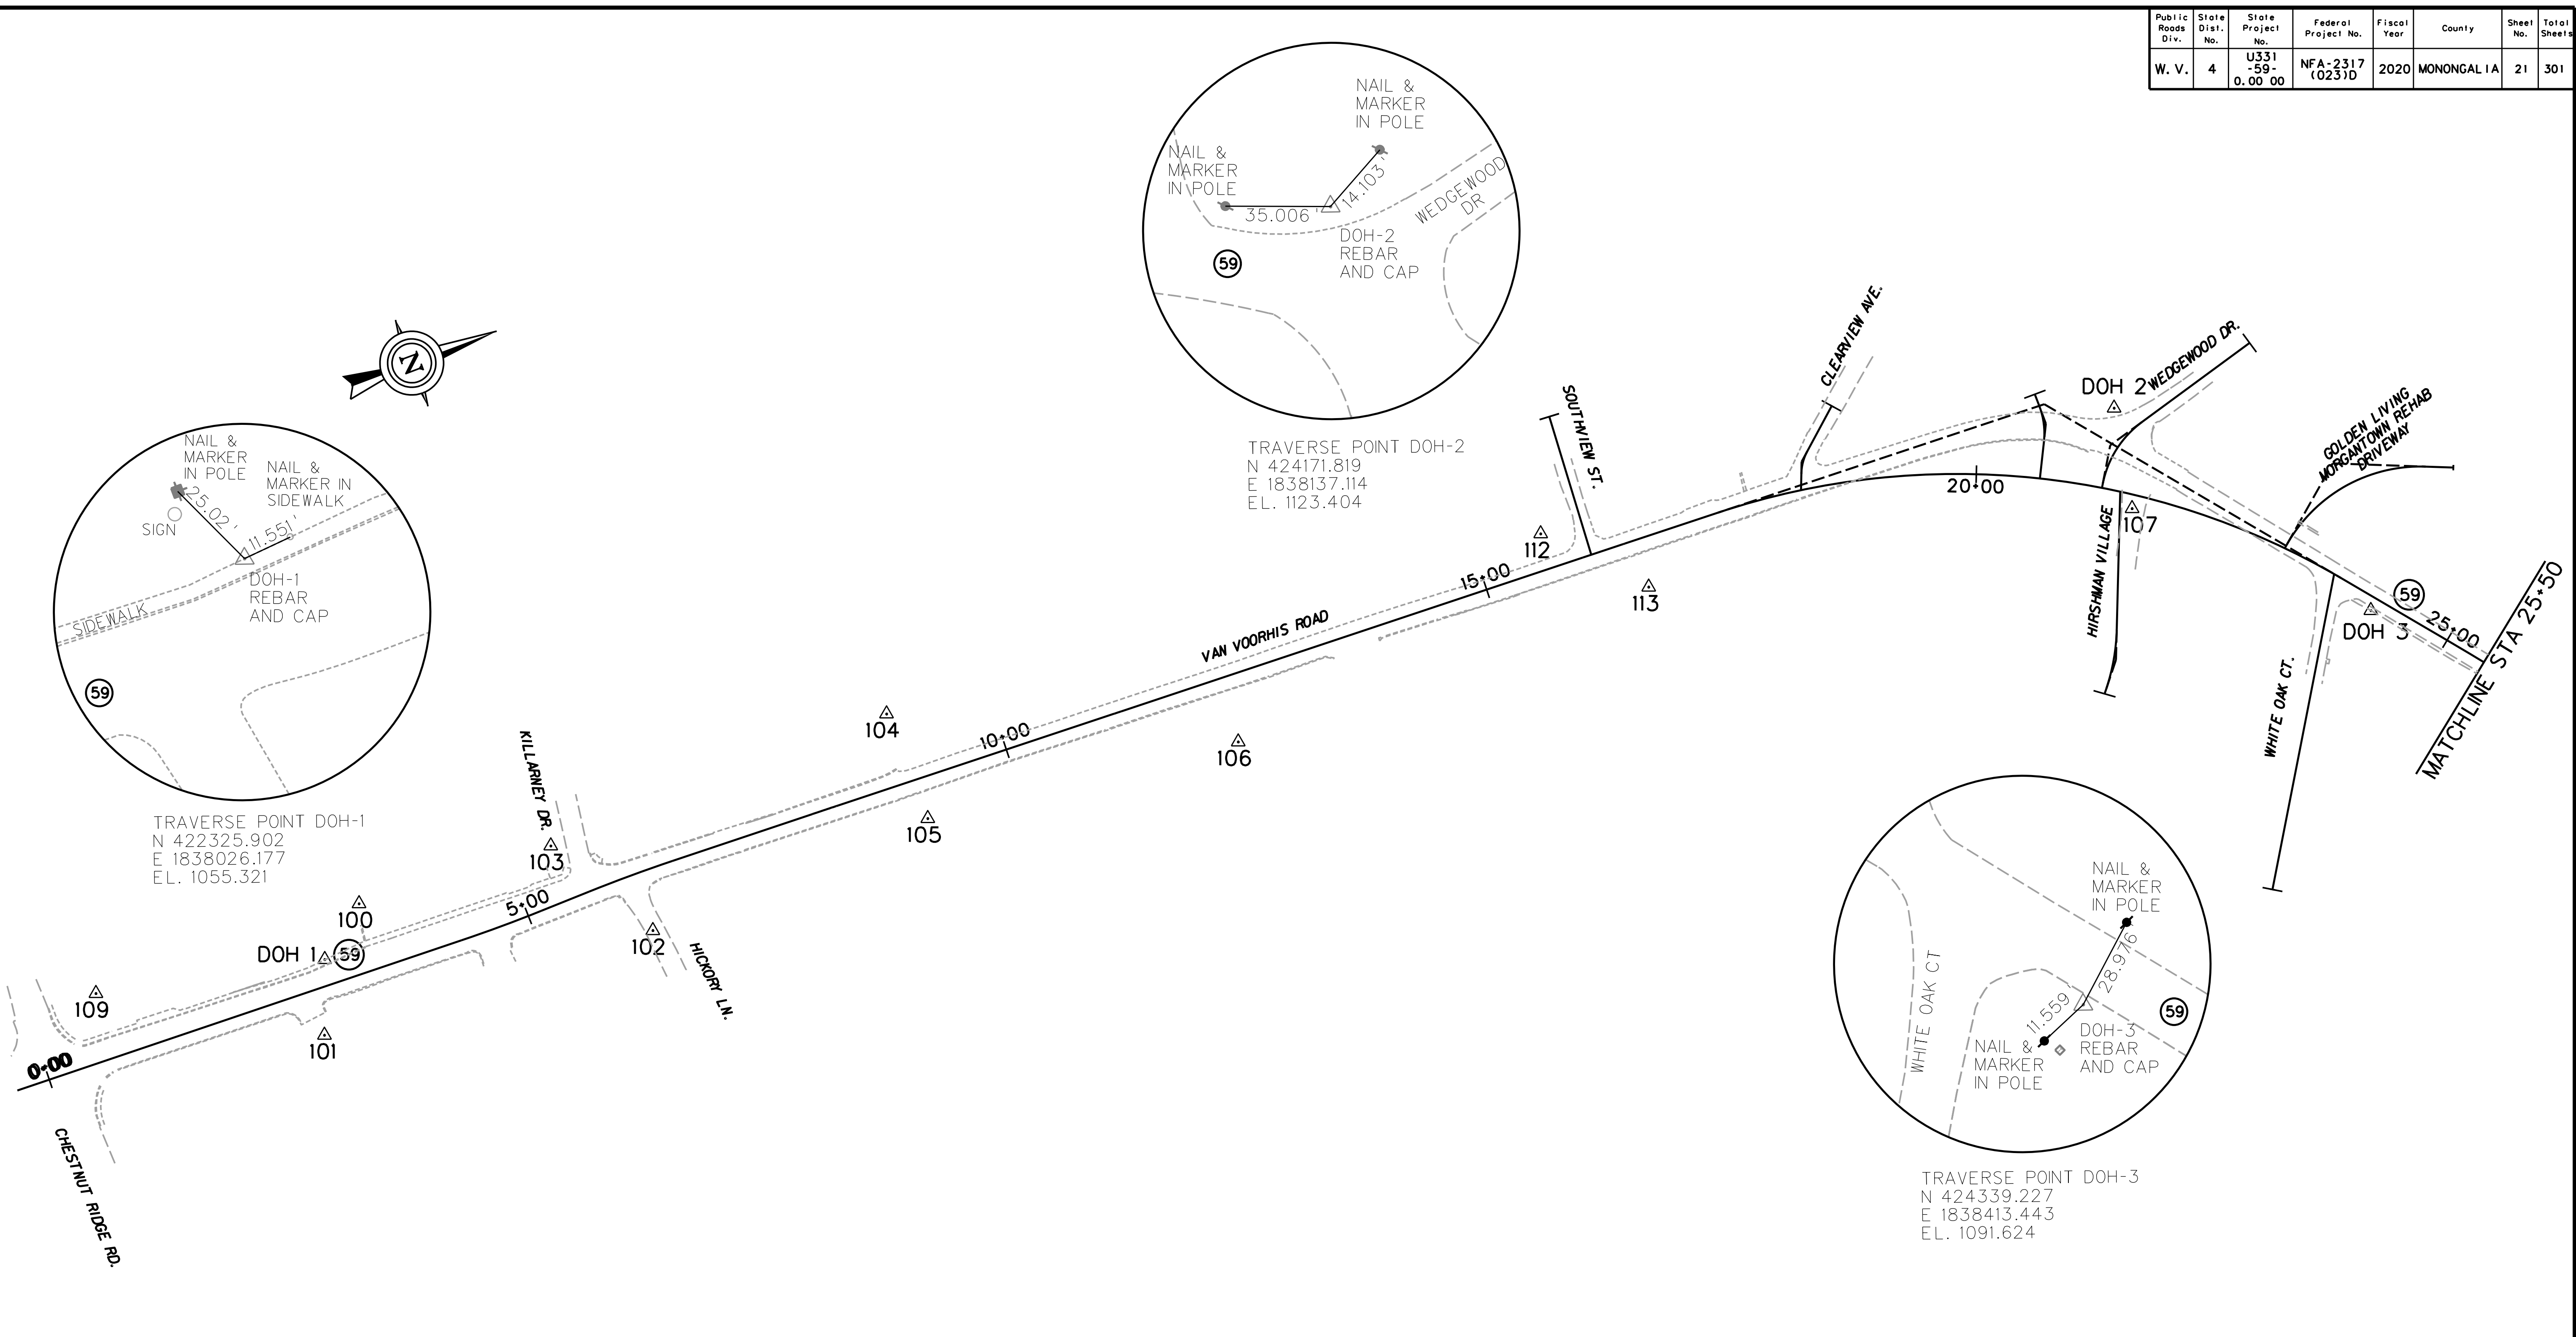 Public Roads Div.
State Dist. No.
State Project No.
Federal Project No.
Fiscal Year
County
Sheet No.
Total Sheets
W. V.
4
U331 -59- 0.00 00
NFA-2317 (023)D
2020
MONONGALIA
21
301
NAIL &
MARKER
IN POLE
NAIL &
MARKER
IN POLE
35.006 '
14.103 '
WEDGEWOOD
DR
DOH-2
REBAR
AND CAP
59
TRAVERSE POINT DOH-2
N 424171.819
E 1838137.114
EL. 1123.404
N
NAIL &
MARKER
IN POLE
NAIL &
MARKER IN
SIDEWALK
25.02 '
11.551'
SIGN
DOH-1
REBAR
AND CAP
SIDEWALK
59
TRAVERSE POINT DOH-1
N 422325.902
E 1838026.177
EL. 1055.321
CLEARVIEW AVE.
SOUTHVIEW ST.
DOH 2
WEDGEWOOD DR.
GOLDEN LIVING
MORGANTOWN REHAB
DRIVEWAY
20+00
107
HIRSHMAN VILLAGE
112
15+00
113
59
DOH 3
25+00
MATCHLINE STA 25+50
WHITE OAK CT.
VAN VOORHIS ROAD
104
10+00
106
105
KILLARNEY DR.
103
5+00
100
DOH 1
59
102
HICKORY LN.
109
101
0+00
CHESTNUT RIDGE RD.
NAIL &
MARKER
IN POLE
28.976 '
11.559 '
WHITE OAK CT
59
DOH-3
REBAR
AND CAP
NAIL &
MARKER
IN POLE
TRAVERSE POINT DOH-3
N 424339.227
E 1838413.443
EL. 1091.624